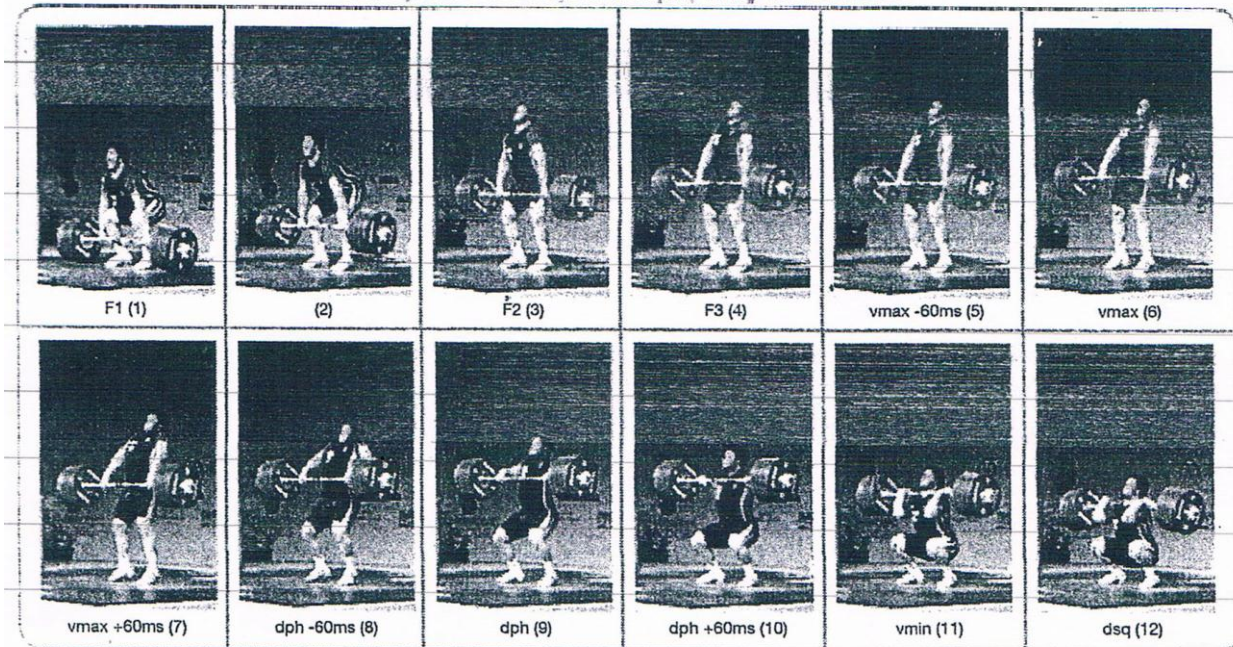 F1 (1)
(2)
F2 (3)
F3 (4)
vmax -60ms (5)
vmax (6)
vmax +60ms (7)
dph -60ms (8)
dph (9)
dph +60ms (10)
vmin (11)
dsq (12)